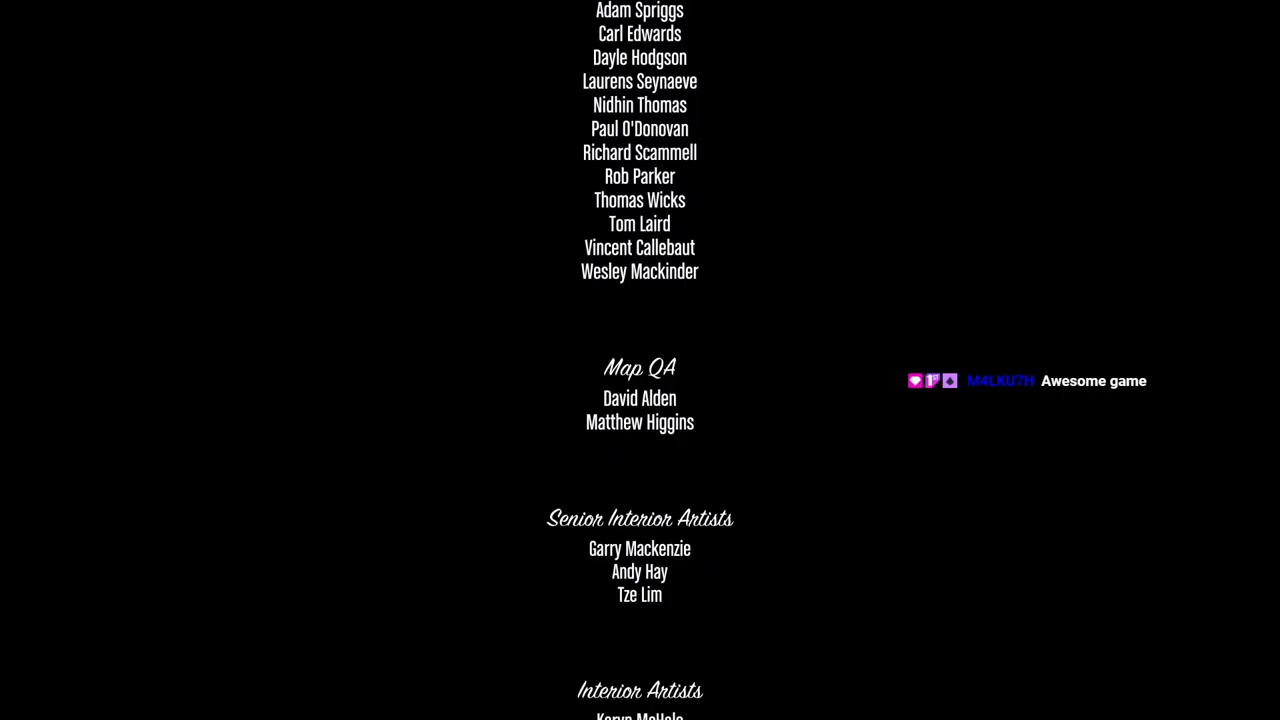 Adam Spriggs
Carl Edwards
Dayle Hodgson
Laurens Seynaeve
Nidhin Thomas
Paul O'Donovan
Richard Scammell
Rob Parker
Thomas Wicks
Tom Laird
Vincent Callebaut
Wesley Mackinder
Map QA
M4LKU7H Awesome game
David Alden
Matthew Higgins
Senior Interior Artists
Garry Mackenzie
Andy Hay
Tze Lim
Interior Artists